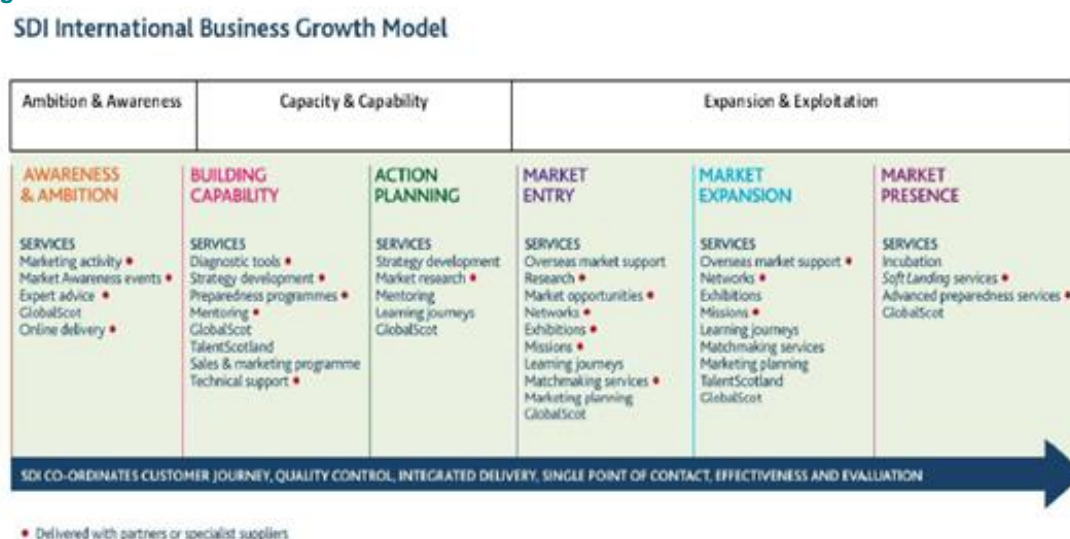 SDI International Business Growth Model
Ambition & Awareness
Capacity & Capability
Expansion & Exploitation
AWARENESS
& AMBITION
SERVICES
Marketing activity •
Market Awareness events •
Expert advice •
GlobalScot
Online delivery •
BUILDING
CAPABILITY
SERVICES
Diagnostic tools •
Strategy development •
Preparedness programmes •
Mentoring •
GlobalScot
TalentScotland
Sales & marketing programme
Technical support •
ACTION
PLANNING
SERVICES
Strategy development
Market research •
Mentoring
Learning journeys
GlobalScot
MARKET
ENTRY
SERVICES
Overseas market support
Research •
Market opportunities •
Networks •
Exhibitions •
Missions •
Learning journeys
Matchmaking services •
Marketing planning
GlobalScot
MARKET
EXPANSION
SERVICES
Overseas market support •
Networks •
Exhibitions
Missions •
Learning journeys
Matchmaking services
Marketing planning
TalentScotland
GlobalScot
MARKET
PRESENCE
SERVICES
Incubation
Soft Landing services •
Advanced preparedness services •
GlobalScot
SDI CO-ORDINATES CUSTOMER JOURNEY, QUALITY CONTROL, INTEGRATED DELIVERY, SINGLE POINT OF CONTACT, EFFECTIVENESS AND EVALUATION
• Delivered with partners or specialist suppliers